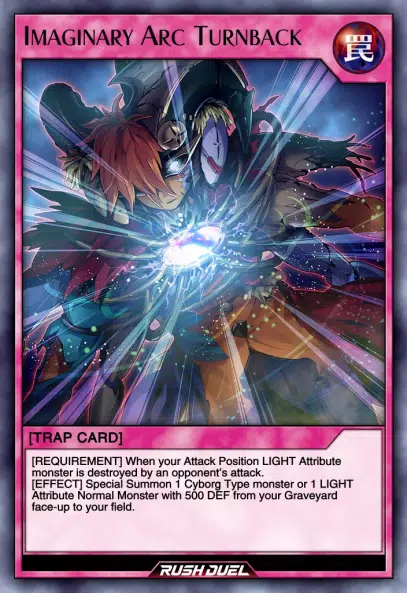 Imaginary Arc Turnback
罠
[TRAP CARD]
[REQUIREMENT] When your Attack Position LIGHT Attribute
monster is destroyed by an opponent's attack.
[EFFECT] Special Summon 1 Cyborg Type monster or 1 LIGHT
Attribute Normal Monster with 500 DEF from your Graveyard
face-up to your field.
RUSH DUEL